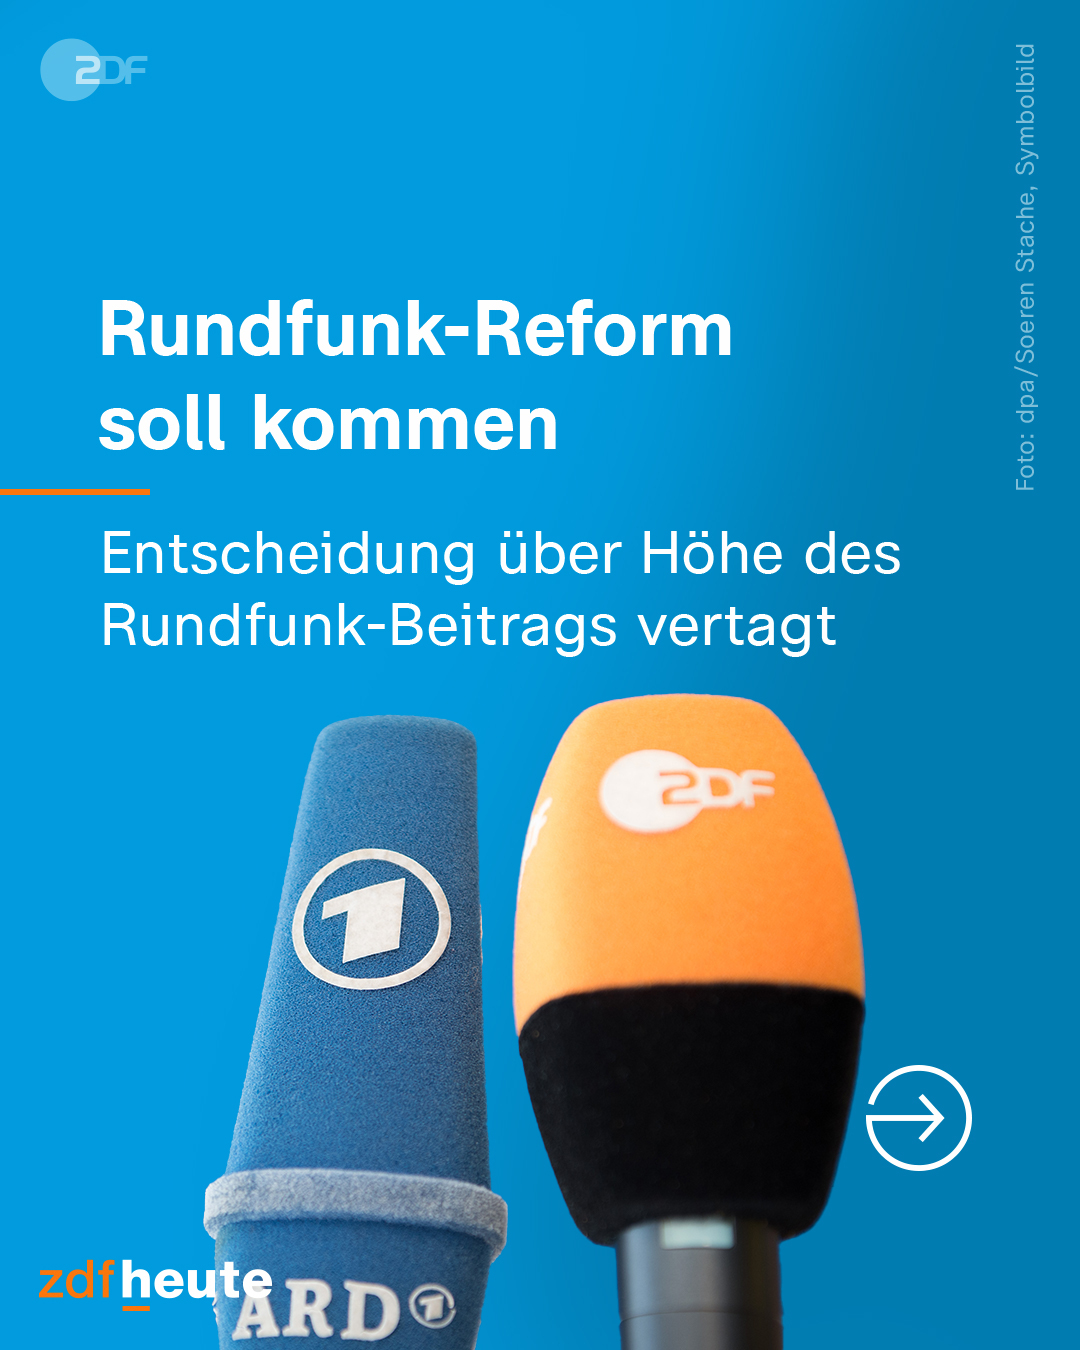 ZDF
Foto: dpa/Soeren Stache, Symbolbild
Rundfunk-Reform
soll kommen
Entscheidung über Höhe des
Rundfunk-Beitrags vertagt
ZDF
1
zdfheute
ARD 1